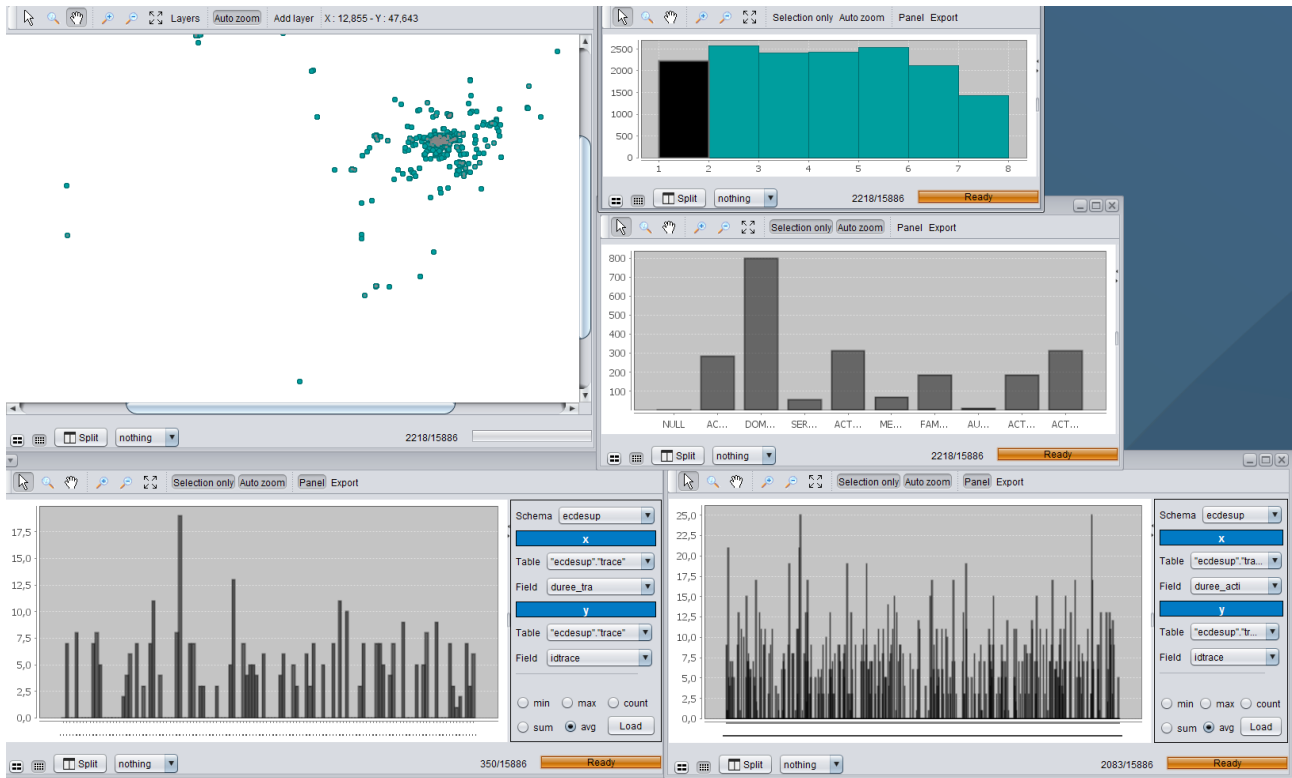 Layers Auto zoom Add layer X : 12,855 - Y : 47,643
Split nothing 2218/15886
Selection only Auto zoom Panel Export
2500
2000
1500
1000
500
0
1 2 3 4 5 6 7 8
Split nothing 2218/15886 Ready
Selection only Auto zoom Panel Export
800
700
600
500
400
300
200
100
NULL AC... DOM... SER... ACT... ME... FAM... AU... ACT... ACT...
Split nothing 2218/15886 Ready
Selection only Auto zoom Panel Export
17,5
15,0
12,5
10,0
7,5
5,0
2,5
0,0
Schema ecdesup
x
Table "ecdesup"."trace"
Field duree_tra
y
Table "ecdesup"."trace"
Field idtrace
min max count
sum avg Load
Split nothing 350/15886 Ready
Selection only Auto zoom Panel Export
25,0
22,5
20,0
17,5
15,0
12,5
10,0
7,5
5,0
2,5
0,0
Schema ecdesup
x
Table "ecdesup"."tra...
Field duree_acti
y
Table "ecdesup"."tr...
Field idtrace
min max count
sum avg Load
Split nothing 2083/15886 Ready